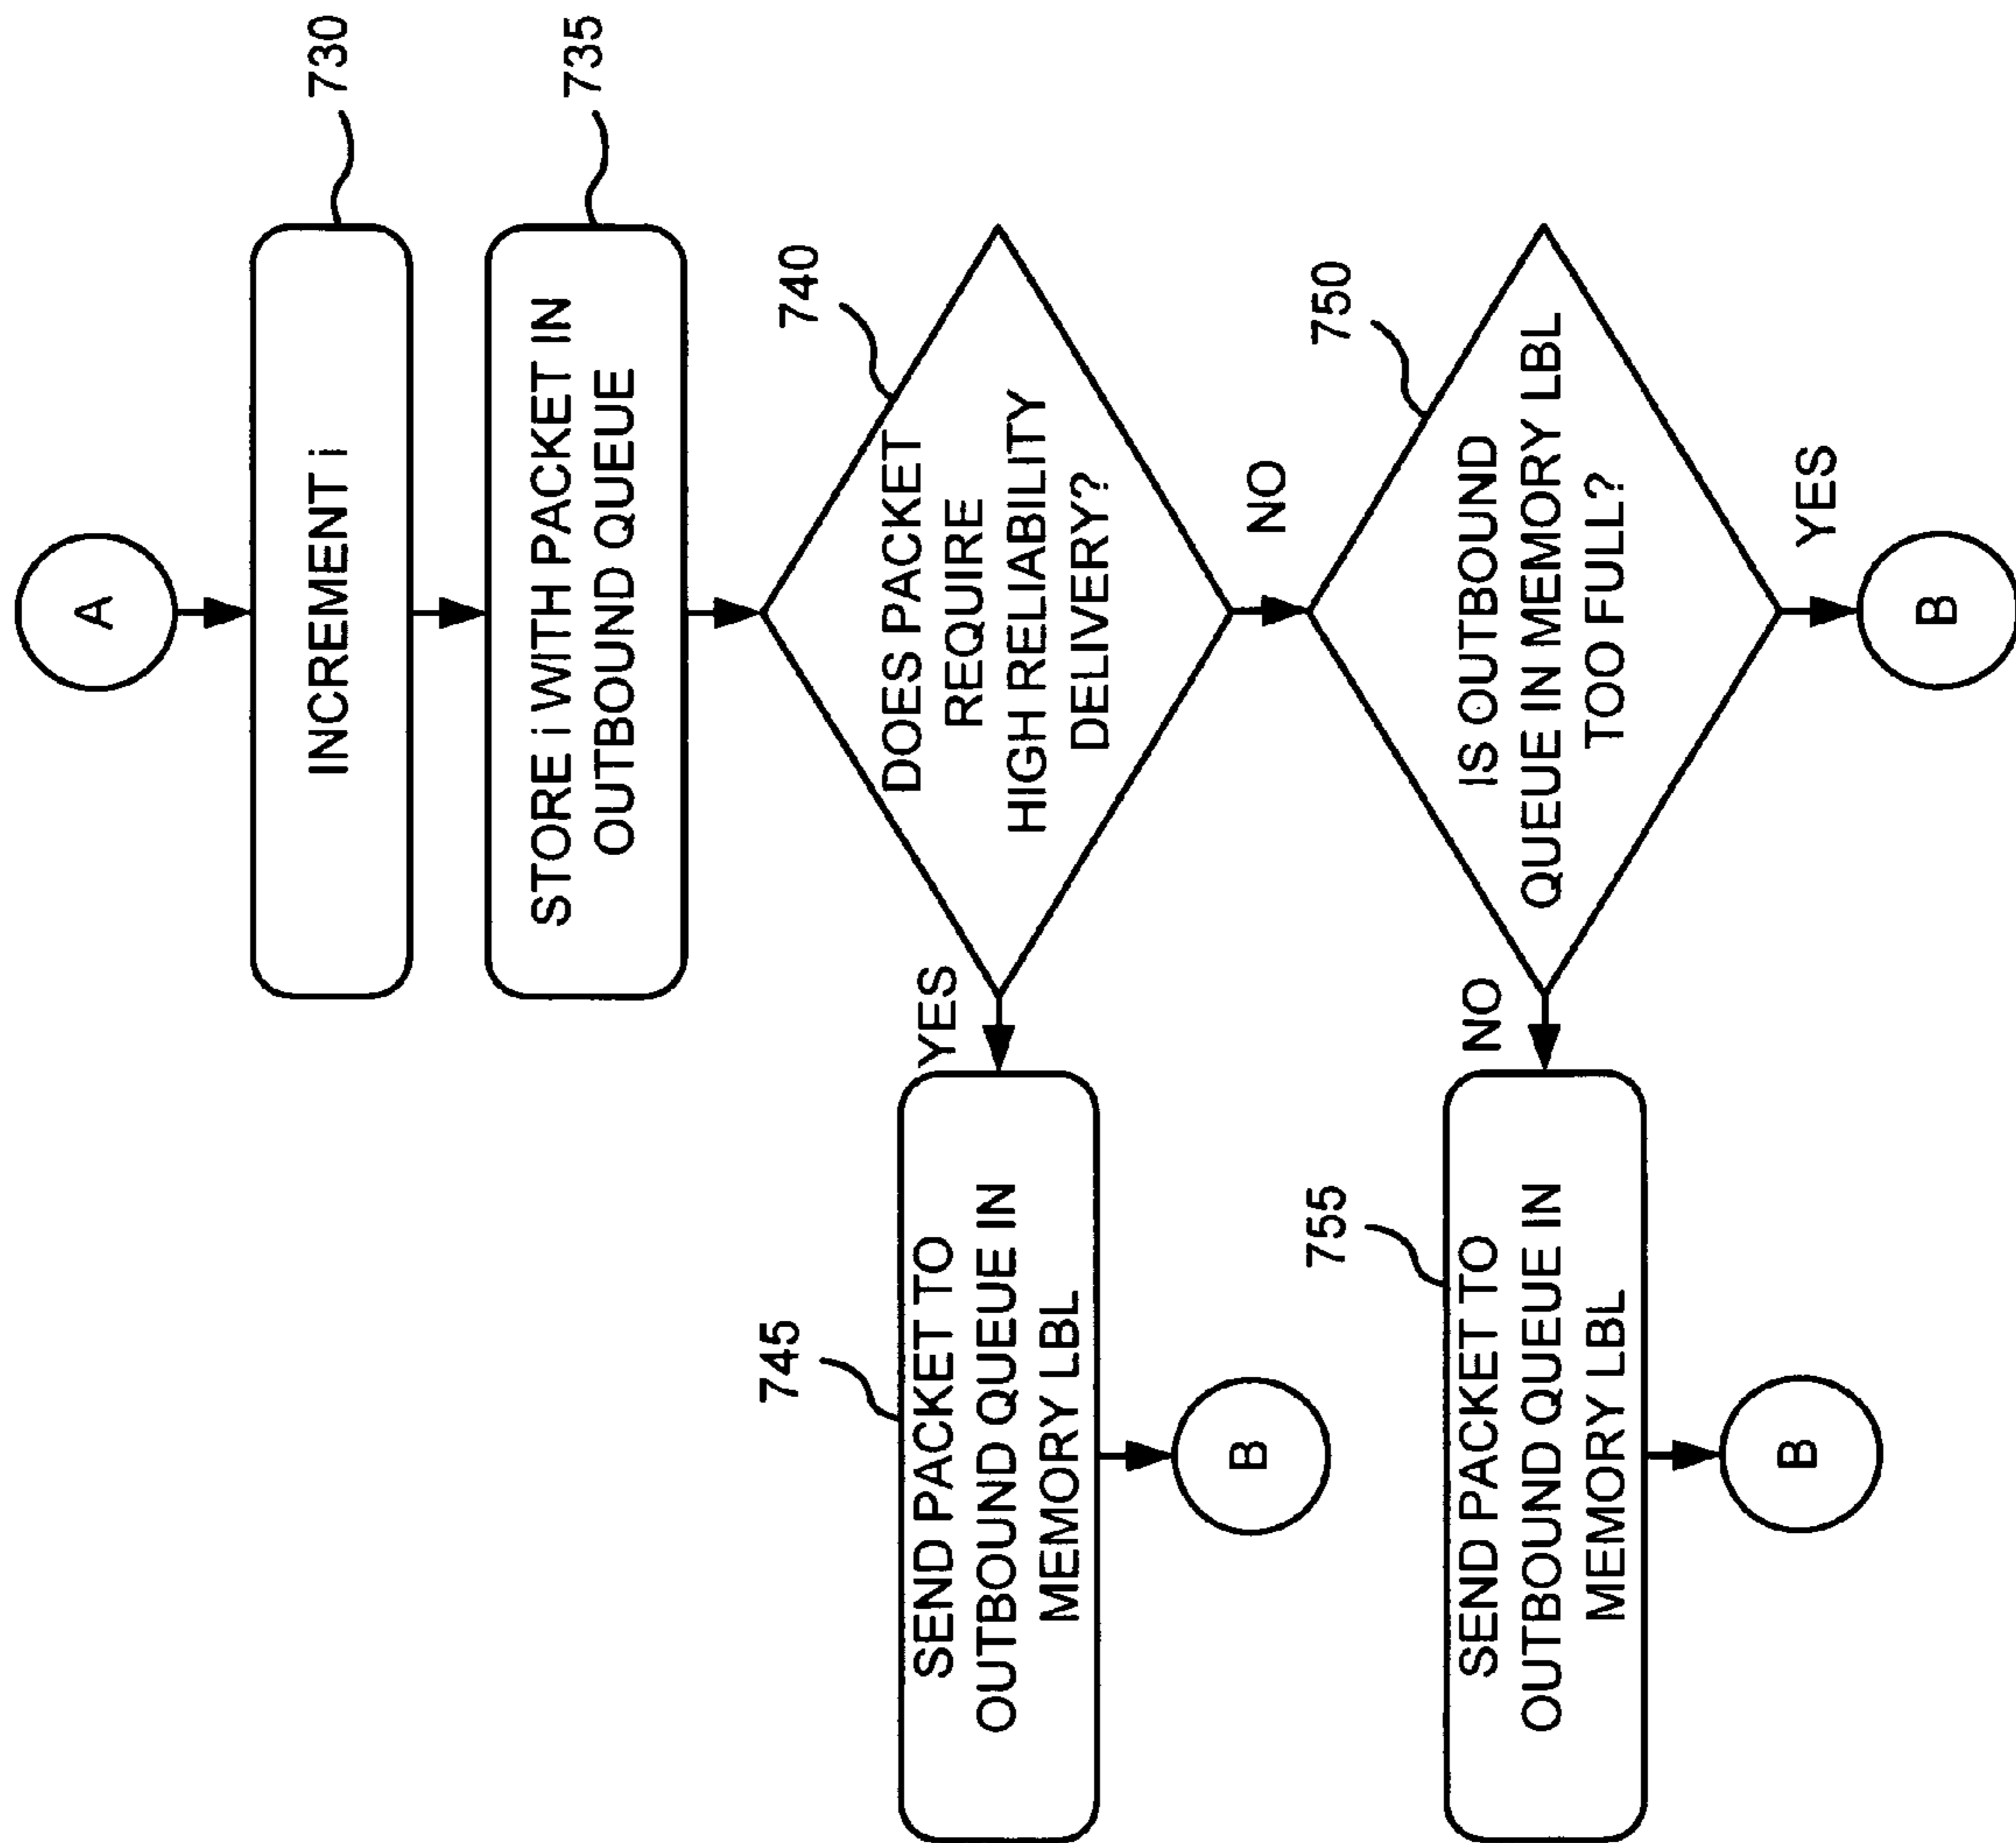 A
INCREMENT i
730
STORE i WITH PACKET IN
OUTBOUND QUEUE
735
DOES PACKET
REQUIRE
HIGH RELIABILITY
DELIVERY?
740
YES
SEND PACKET TO
OUTBOUND QUEUE IN
MEMORY LBL
745
B
NO
IS OUTBOUND
QUEUE IN MEMORY LBL
TOO FULL?
750
NO
SEND PACKET TO
OUTBOUND QUEUE IN
MEMORY LBL
755
B
YES
B